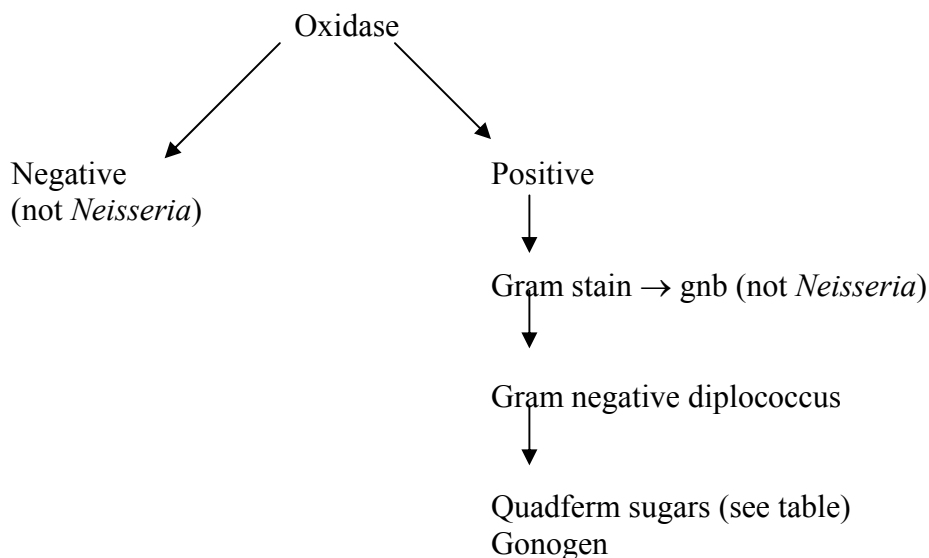 Oxidase
Negative
(not Neisseria)
Positive
Gram stain → gnb (not Neisseria)
Gram negative diplococcus
Quadferm sugars (see table)
Gonogen